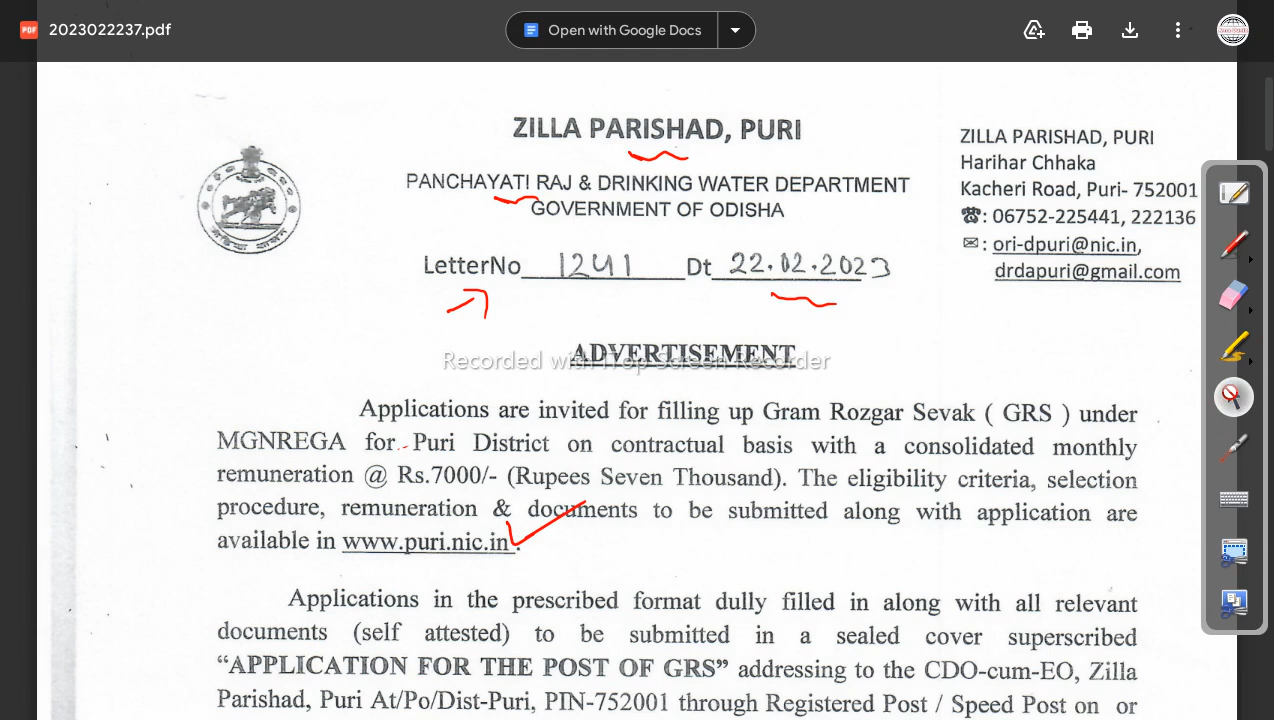 2023022237.pdf
Open with Google Docs
ZILLA PARISHAD, PURI
PANCHAYATI RAJ & DRINKING WATER DEPARTMENT
GOVERNMENT OF ODISHA
LetterNo 1241 Dt 22.02.2023
ZILLA PARISHAD, PURI
Harihar Chhaka
Kacheri Road, Puri- 752001
☎: 06752-225441, 222136
✉: ori-dpuri@nic.in,
drdapuri@gmail.com
ADVERTISEMENT
Recorded with iTop Screen Recorder
Applications are invited for filling up Gram Rozgar Sevak ( GRS ) under
MGNREGA for Puri District on contractual basis with a consolidated monthly
remuneration @ Rs.7000/- (Rupees Seven Thousand). The eligibility criteria, selection
procedure, remuneration & documents to be submitted along with application are
available in www.puri.nic.in .
Applications in the prescribed format dully filled in along with all relevant
documents (self attested) to be submitted in a sealed cover superscribed
“APPLICATION FOR THE POST OF GRS” addressing to the CDO-cum-EO, Zilla
Parishad, Puri At/Po/Dist-Puri, PIN-752001 through Registered Post / Speed Post on or